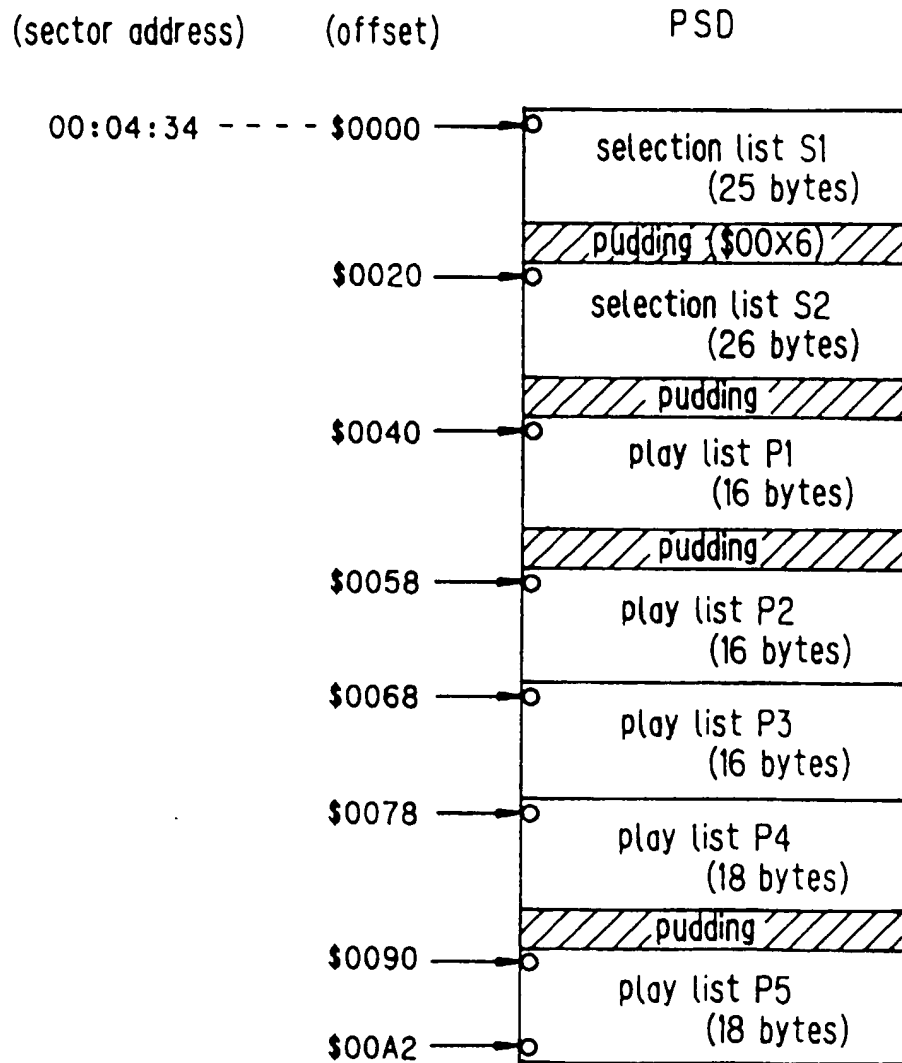 (sector address) (offset) PSD
00:04:34 ---- $0000
selection list S1
(25 bytes)
pudding ($00X6)
$0020
selection list S2
(26 bytes)
pudding
$0040
play list P1
(16 bytes)
pudding
$0058
play list P2
(16 bytes)
$0068
play list P3
(16 bytes)
$0078
play list P4
(18 bytes)
pudding
$0090
play list P5
(18 bytes)
$00A2